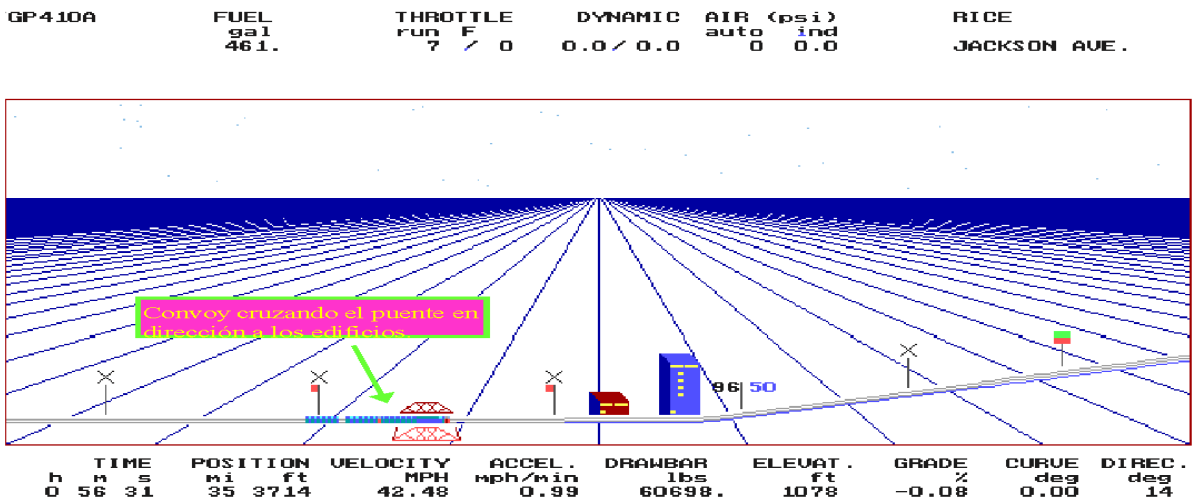 GP410A FUEL THROTTLE DYNAMIC AIR (psi) RICE
gal run F auto ind
461. 7 / 0 0.0/ 0.0 0 0.0 JACKSON AVE.
Convoy cruzando el puente en
dirección a los edificios.
96 50
TIME POSITION VELOCITY ACCEL. DRAWBAR ELEVAT. GRADE CURVE DIREC.
h m s mi ft MPH mph/min lbs ft % deg deg
0 56 31 35 3714 42.48 0.99 60698. 1078 -0.08 0.00 14